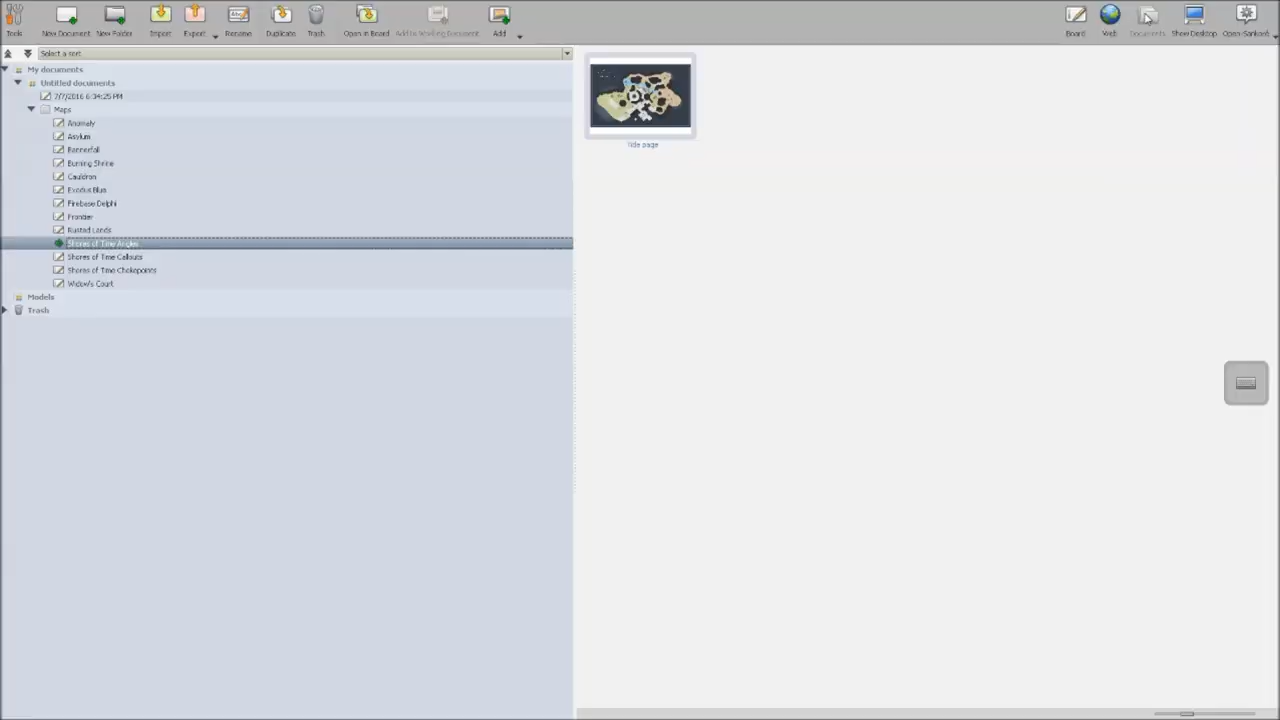 Tools
New Document
New Folder
Import
Export
Rename
Duplicate
Trash
Open in Board
Add to Working Document
Add
Board
Web
Documents
Show Desktop
Open-Sankoré
Select a sort
My documents
Untitled documents
7/7/2016 6:34:25 PM
Maps
Anomaly
Asylum
Bannerfall
Burning Shrine
Cauldron
Exodus Blue
Firebase Delphi
Frontier
Rusted Lands
Shores of Time Angles
Shores of Time Callouts
Shores of Time Chokepoints
Widow's Court
Models
Trash
Title page